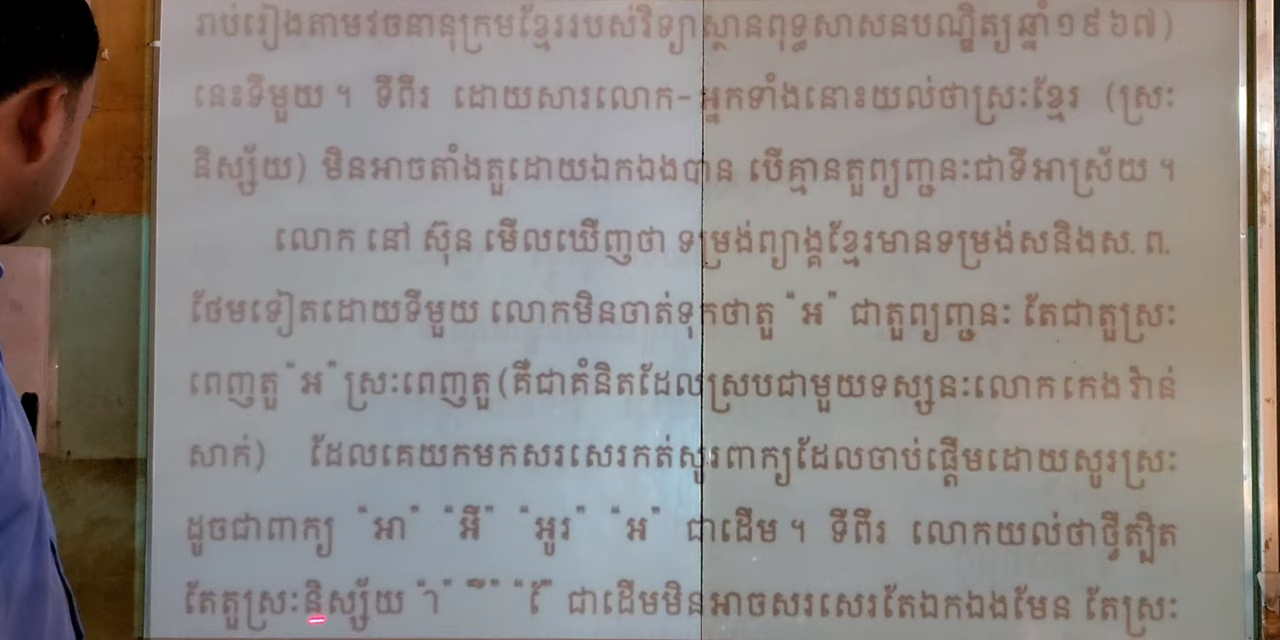 រាប់រៀងតាមវចនានុក្រមខ្មែររបស់វិទ្យាស្ថានពុទ្ធសាសនបណ្ឌិត្យឆ្នាំ១៩៦៧)
នេះទីមួយ ។ ទីពីរ ដោយសារលោក-អ្នកទាំងនោះយល់ថាស្រៈខ្មែរ (ស្រៈ
និស្ស័យ) មិនអាចតាំងតួដោយឯកឯងបាន បើគ្មានតួព្យញ្ជនៈជាទីអាស្រ័យ ។
លោក នៅ ស៊ុន មើលឃើញថា ទម្រង់ព្យាង្គខ្មែរមានទម្រង់សនិងស. ព.
ថែមទៀតដោយទីមួយ លោកមិនចាត់ទុកថាតួ "អ" ជាតួព្យញ្ជនៈ តែជាតួស្រៈ
ពេញតួ "អ" ស្រៈពេញតួ (គឺជាគំនិតដែលស្របជាមួយទស្សនៈលោក កេង វ៉ាន់
សាក់) ដែលគេយកមកសរសេរកត់សូរពាក្យដែលចាប់ផ្ដើមដោយសូរស្រៈ
ដូចជាពាក្យ "អា" "អី" "អូរ" "អ" ជាដើម ។ ទីពីរ លោកយល់ថាថ្វីត្បិត
តែតួស្រៈនិស្ស័យ "ា" "ី" "ែ" ជាដើមមិនអាចសរសេរតែឯកឯងមែន តែស្រៈ